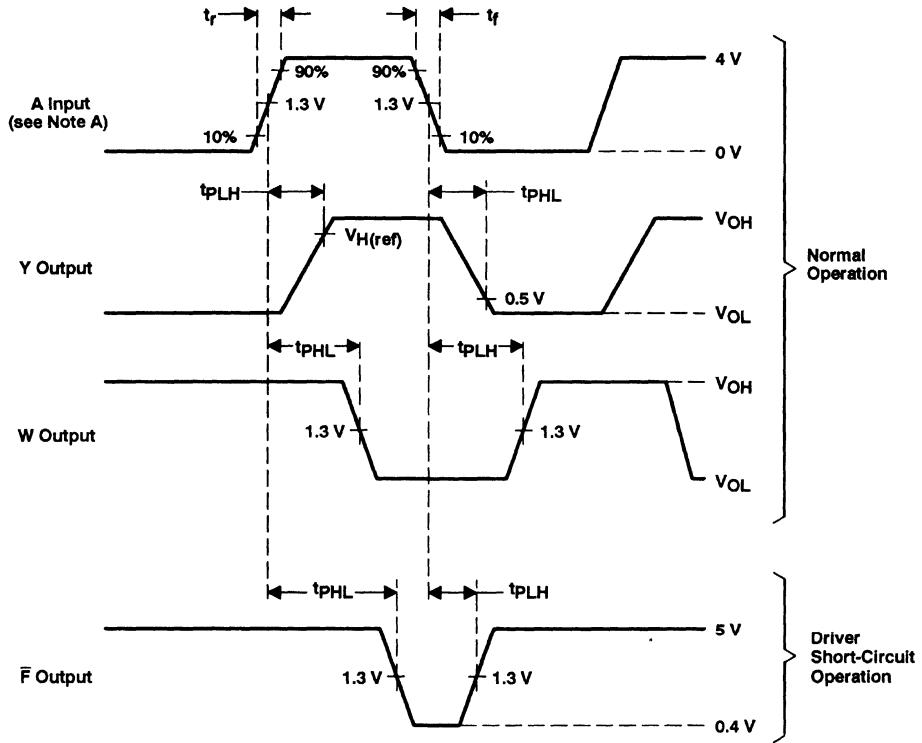 tr
tf
90%
90%
4 V
A Input
(see Note A)
1.3 V
1.3 V
10%
10%
0 V
tPLH
tPHL
VOH
VH(ref)
Y Output
Normal
Operation
0.5 V
VOL
tPHL
tPLH
VOH
1.3 V
1.3 V
W Output
VOL
tPHL
tPLH
5 V
F̅ Output
1.3 V
1.3 V
Driver
Short-Circuit
Operation
0.4 V